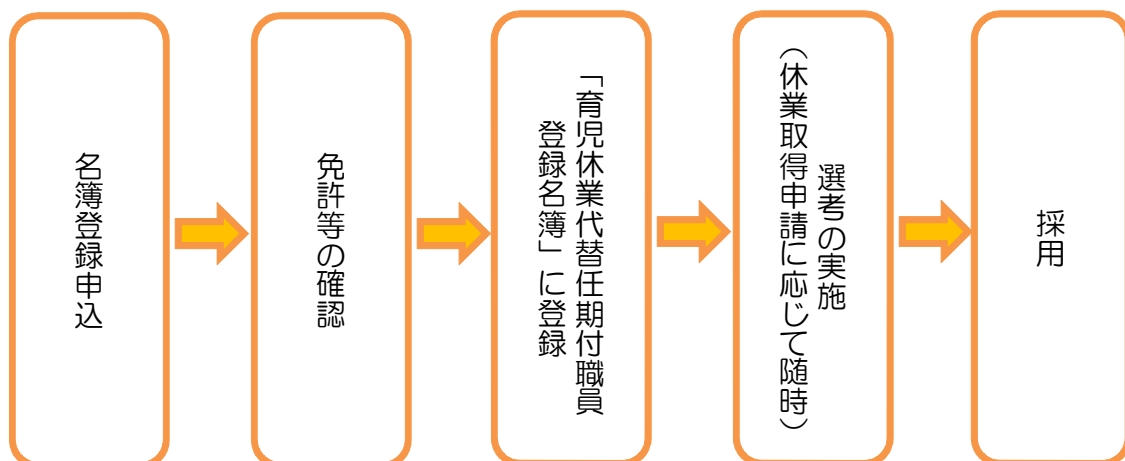 名簿登録申込
免許等の確認
「育児休業代替任期付職員
登録名簿」に登録
選考の実施
（休業取得申請に応じて随時）
採用